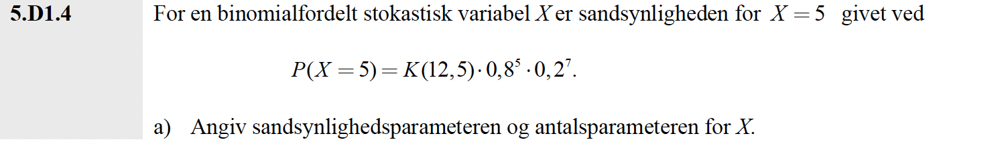 5.D1.4 For en binomialfordelt stokastisk variabel X er sandsynligheden for X = 5 givet ved
P(X = 5) = K(12,5) · 0,8⁵ · 0,2⁷.
a) Angiv sandsynlighedsparameteren og antalsparameteren for X.